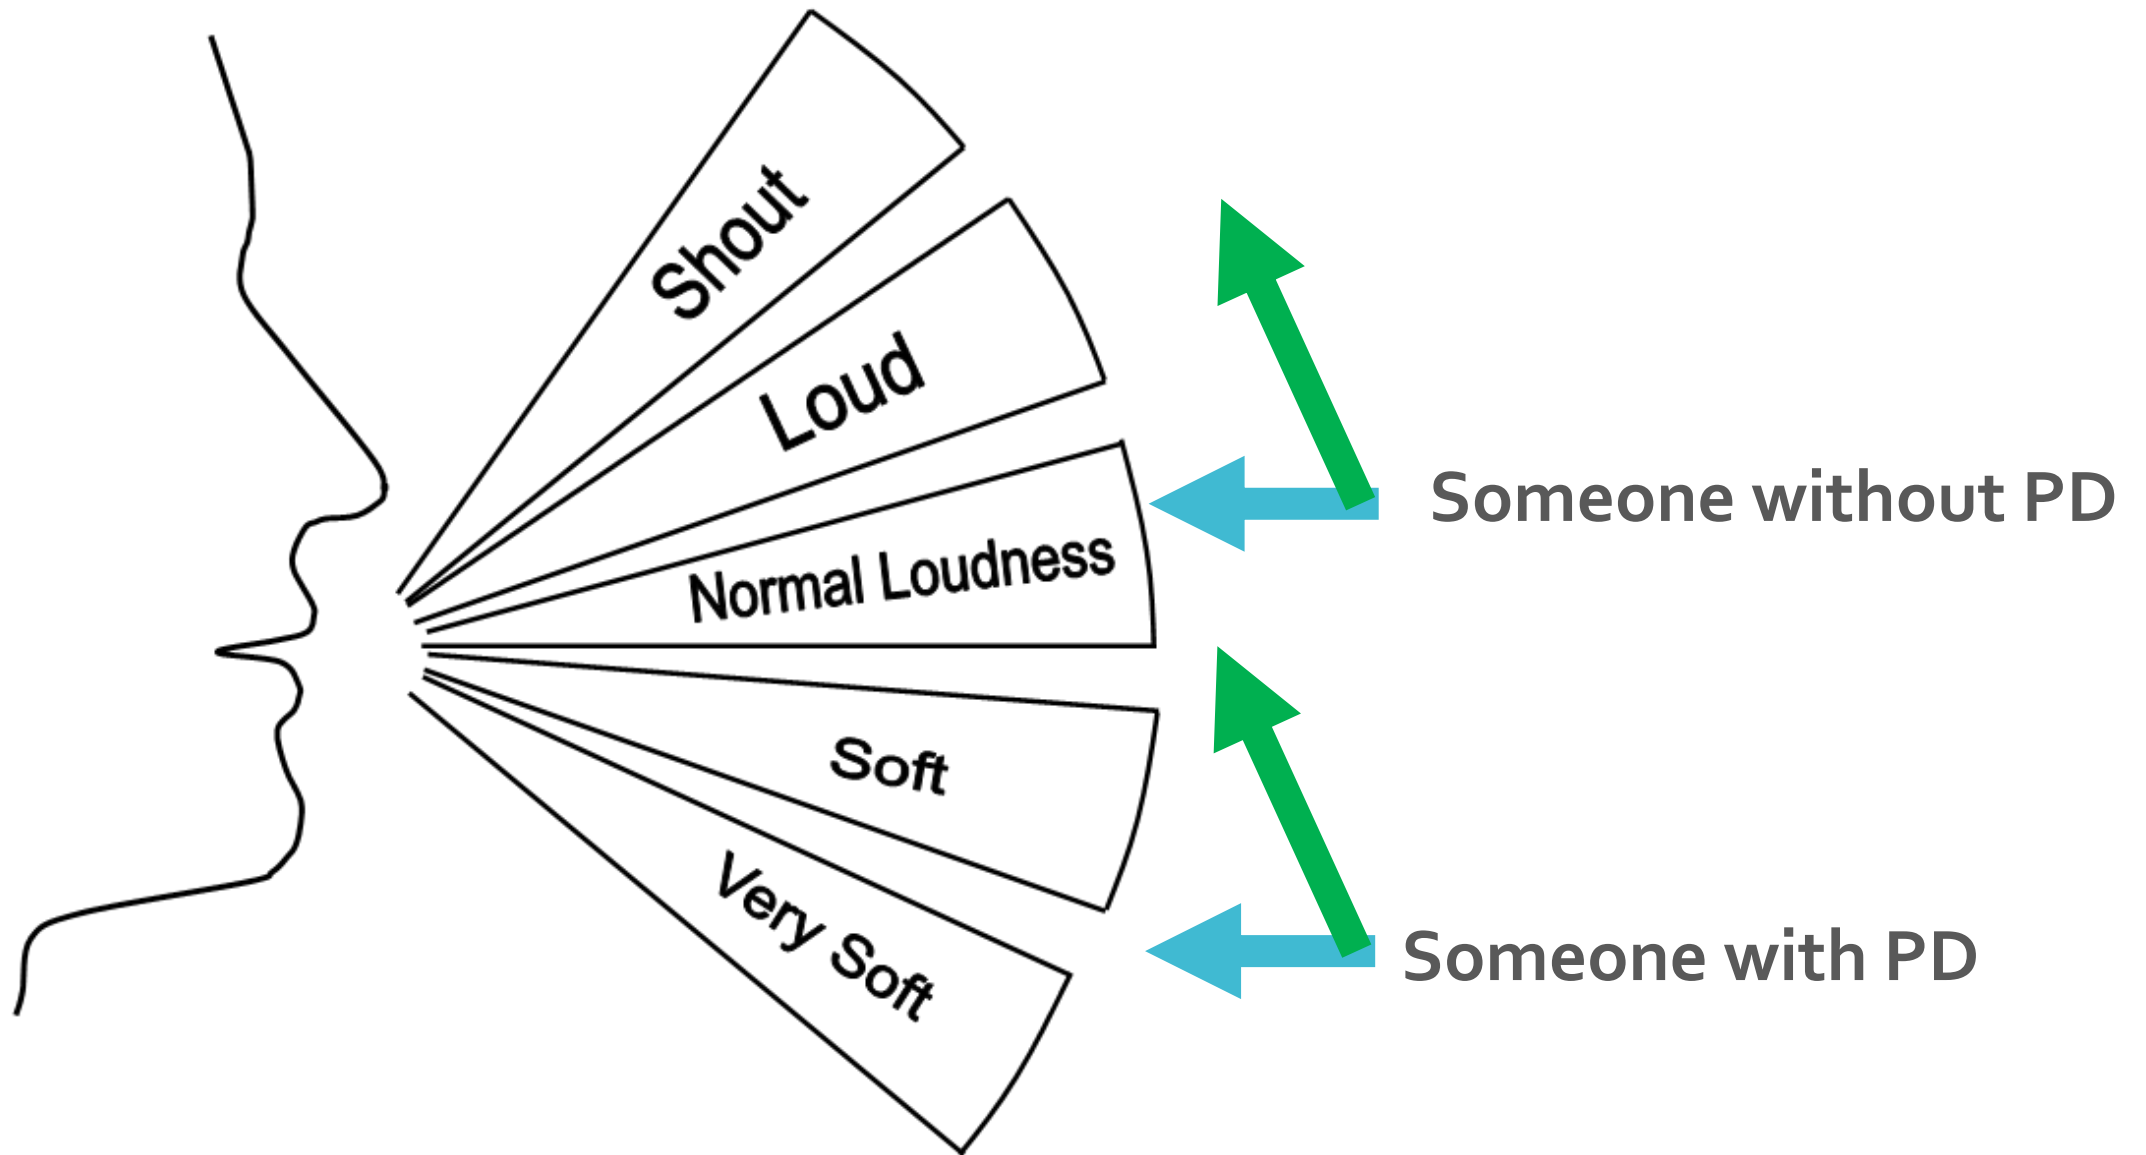 Shout
Loud
Normal Loudness
Someone without PD
Soft
Very Soft
Someone with PD